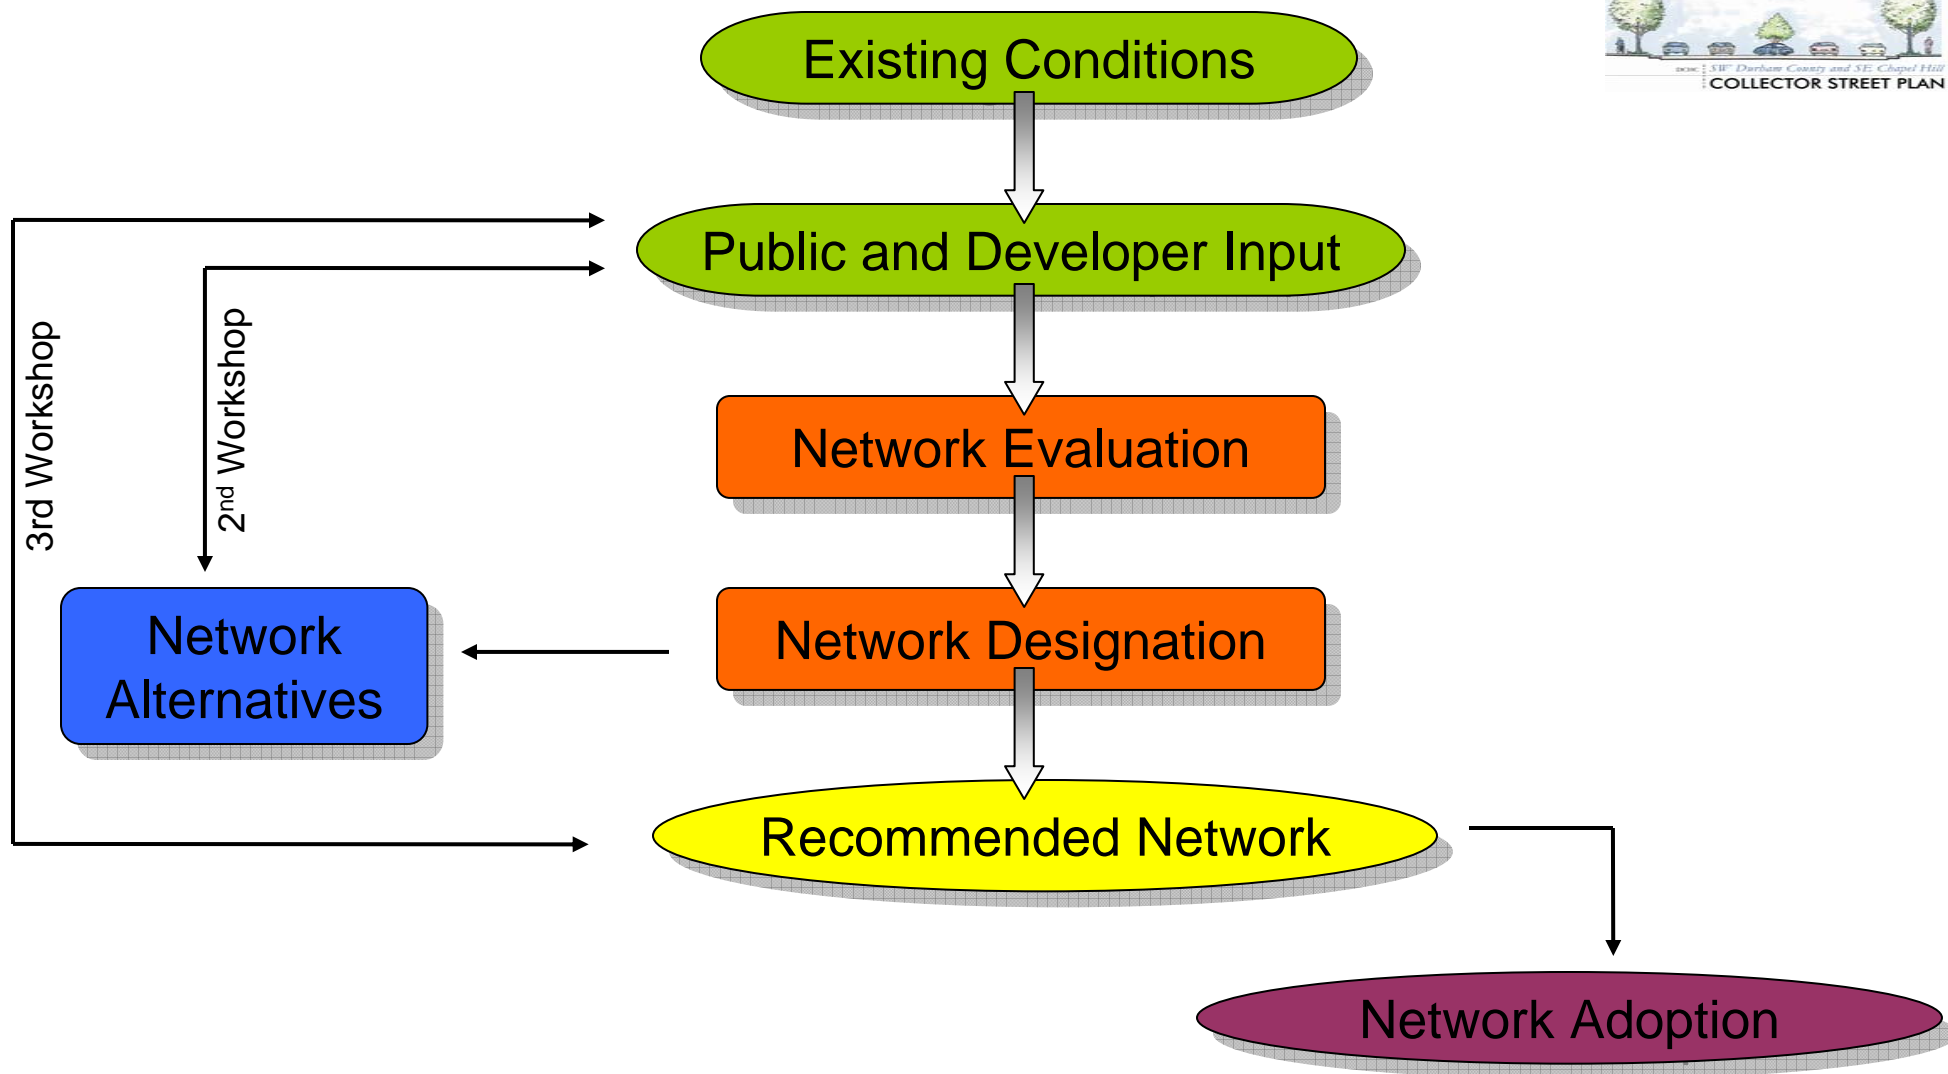 Existing Conditions
DCHC
SW Durham County and SE Chapel Hill
COLLECTOR STREET PLAN
Public and Developer Input
3rd Workshop
2nd Workshop
Network Evaluation
Network
Alternatives
Network Designation
Recommended Network
Network Adoption